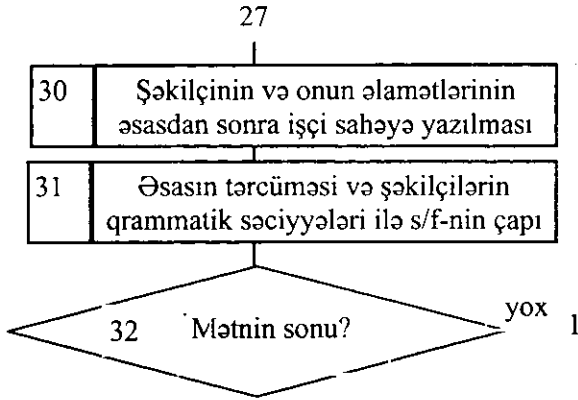 27
30 Şəkilçinin və onun əlamətlərinin
əsasdan sonra işçi sahəyə yazılması
31 Əsasın tərcüməsi və şəkilçilərin
qrammatik səciyyələri ilə s/f-nin çapı
32 Mətnin sonu? yox 1